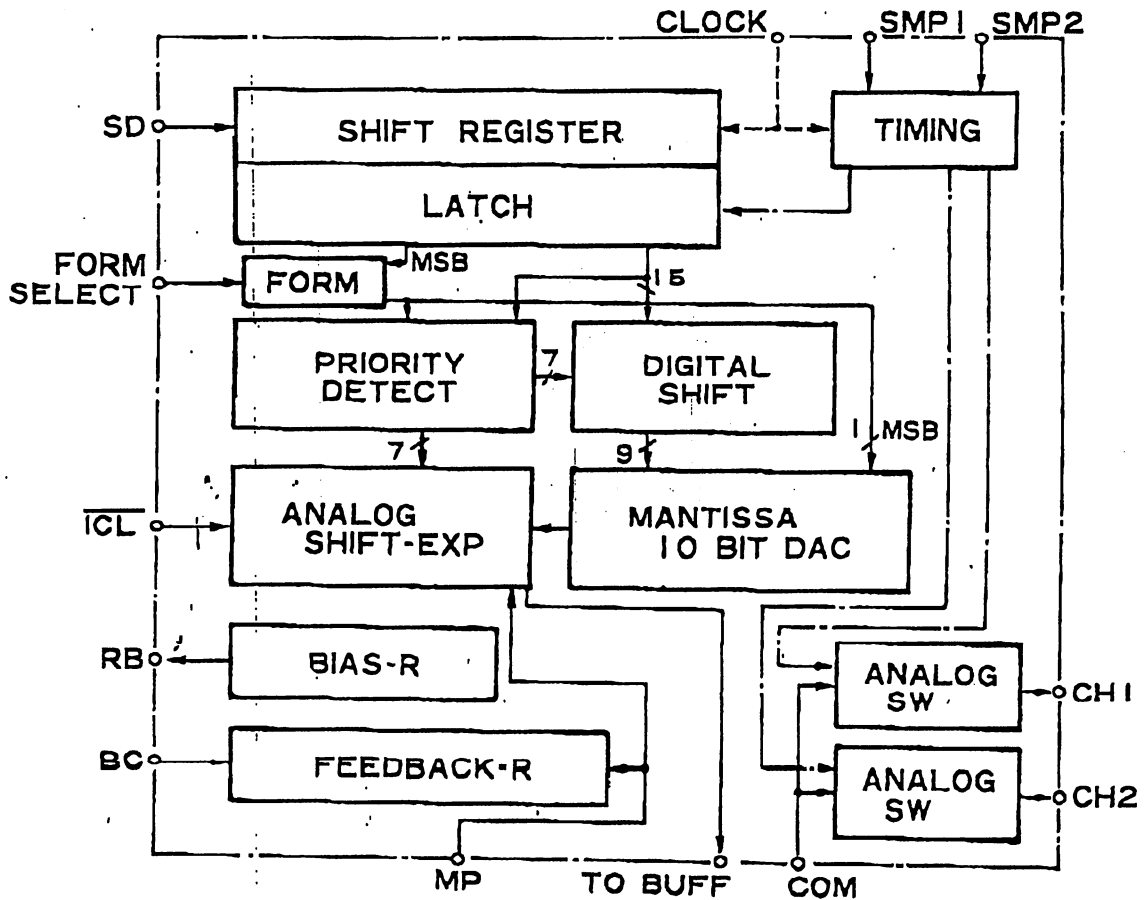 CLOCK
SMP1
SMP2
SD
SHIFT REGISTER
TIMING
LATCH
FORM
SELECT
FORM
MSB
15
PRIORITY
DETECT
7
DIGITAL
SHIFT
7
9
1
MSB
ICL
ANALOG
SHIFT-EXP
MANTISSA
10 BIT DAC
RB
BIAS-R
ANALOG
SW
CH1
BC
FEEDBACK-R
ANALOG
SW
CH2
MP
TO BUFF
COM